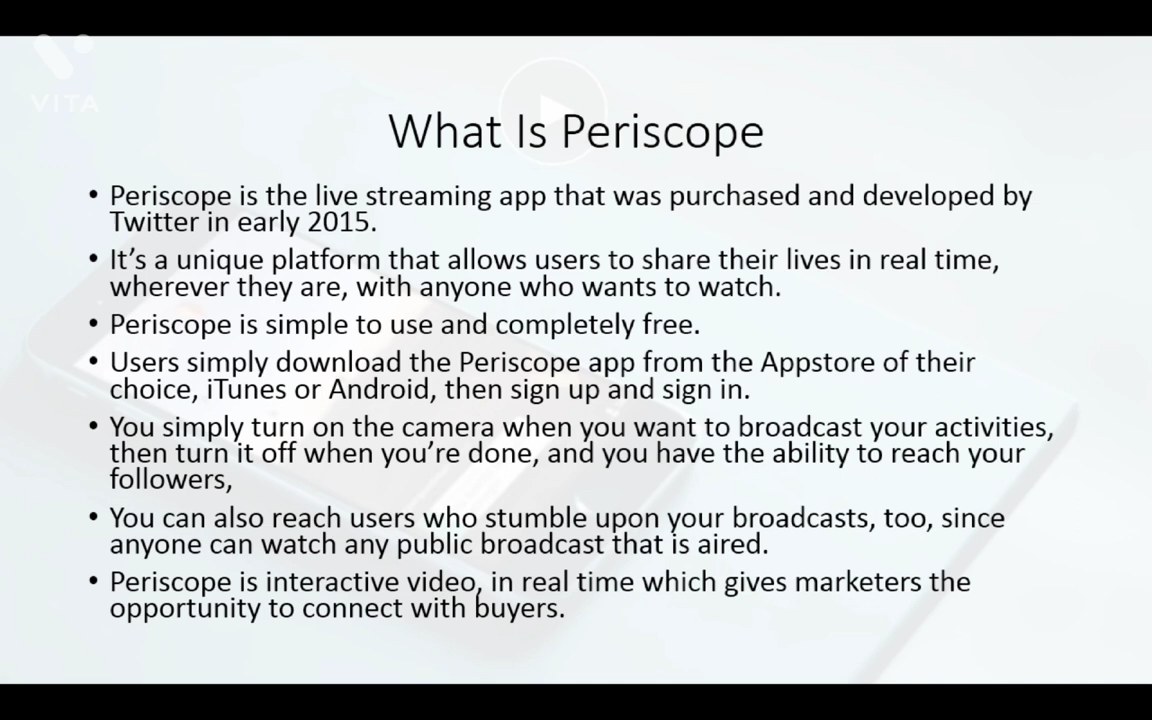 VITA
What Is Periscope
• Periscope is the live streaming app that was purchased and developed by
Twitter in early 2015.
• It’s a unique platform that allows users to share their lives in real time,
wherever they are, with anyone who wants to watch.
• Periscope is simple to use and completely free.
• Users simply download the Periscope app from the Appstore of their
choice, iTunes or Android, then sign up and sign in.
• You simply turn on the camera when you want to broadcast your activities,
then turn it off when you’re done, and you have the ability to reach your
followers,
• You can also reach users who stumble upon your broadcasts, too, since
anyone can watch any public broadcast that is aired.
• Periscope is interactive video, in real time which gives marketers the
opportunity to connect with buyers.